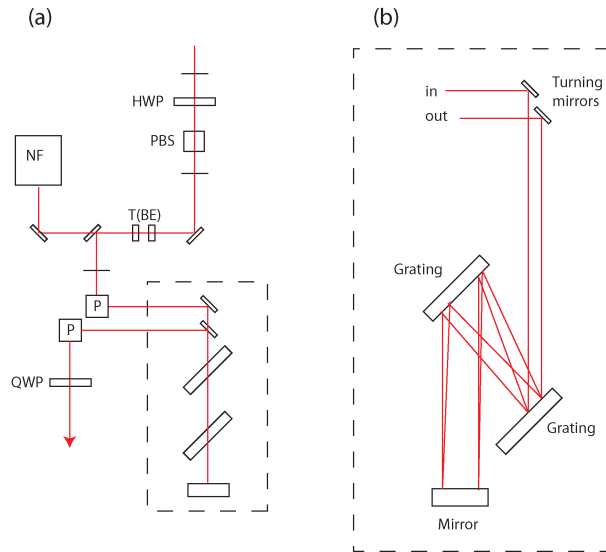 (a)
HWP
PBS
NF
T(BE)
P
P
QWP
(b)
in
out
Turning
mirrors
Grating
Grating
Mirror